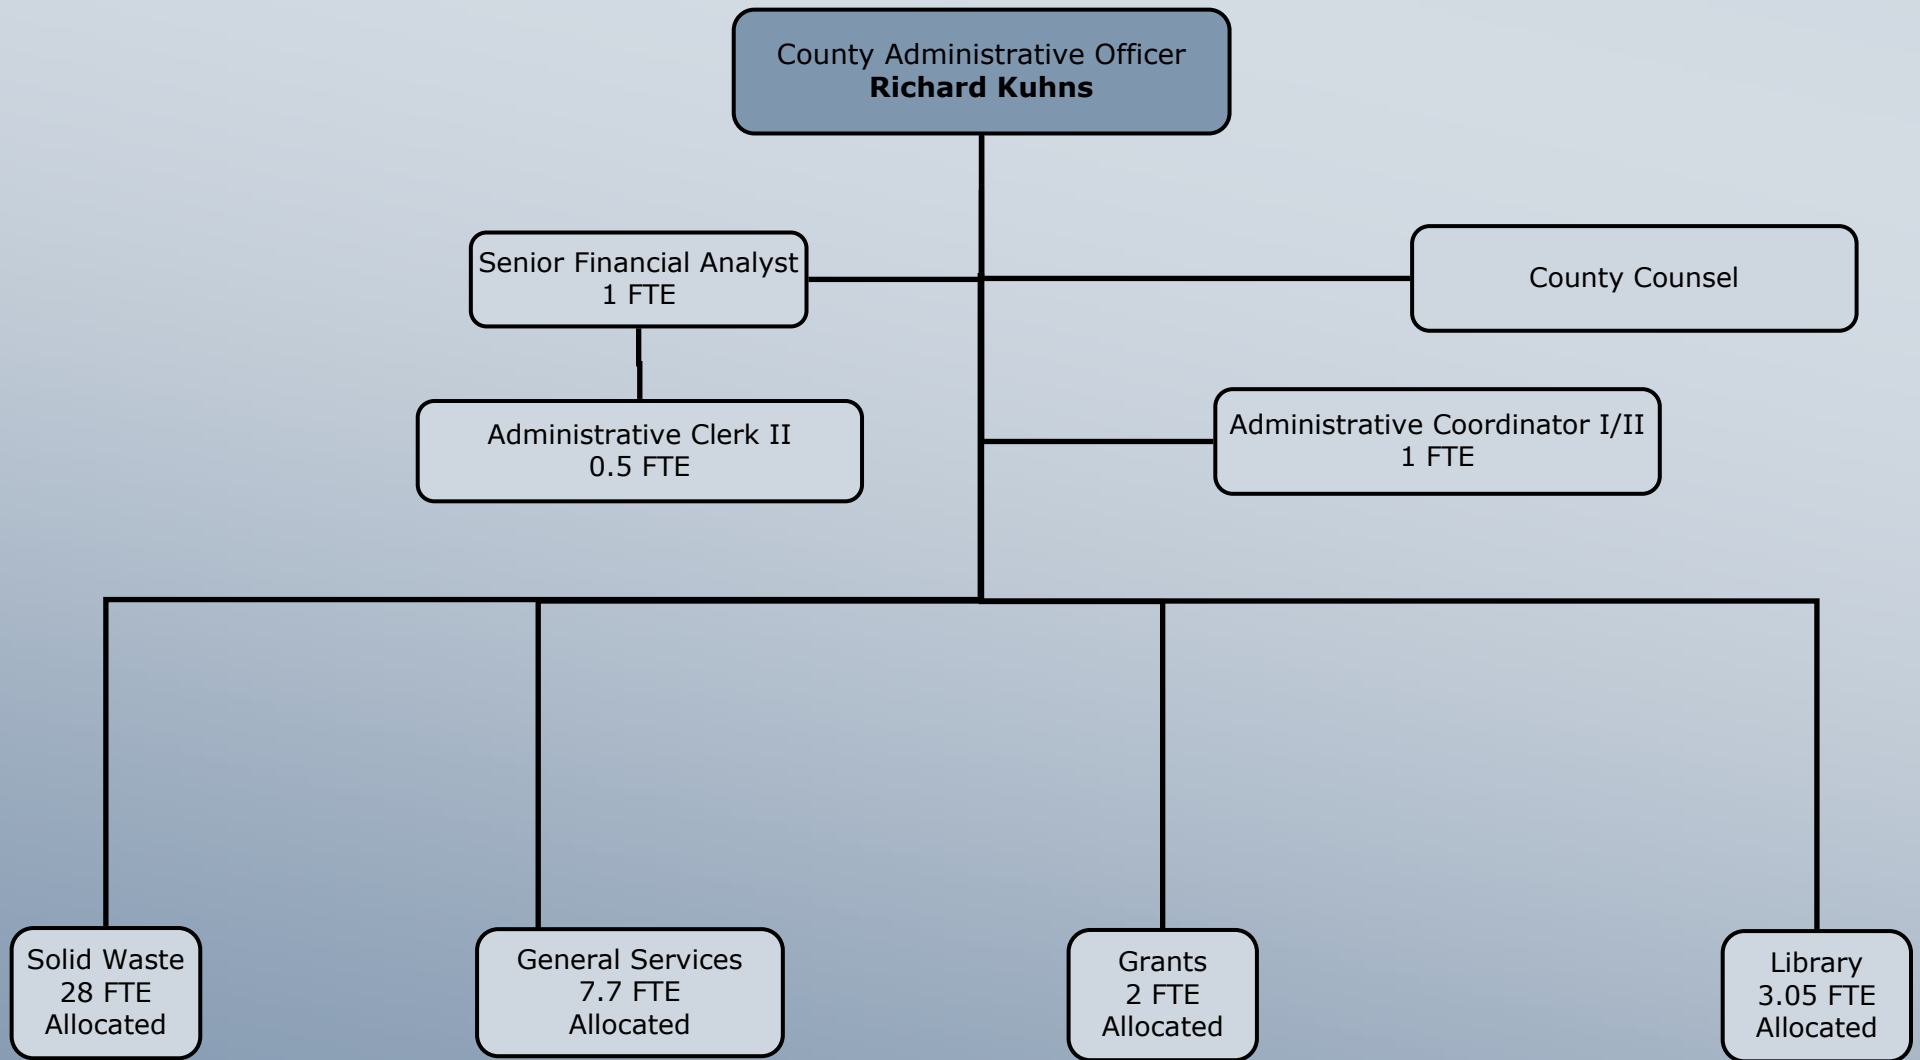 County Administrative Officer
Richard Kuhns
Senior Financial Analyst
1 FTE
County Counsel
Administrative Clerk II
0.5 FTE
Administrative Coordinator I/II
1 FTE
Solid Waste
28 FTE
Allocated
General Services
7.7 FTE
Allocated
Grants
2 FTE
Allocated
Library
3.05 FTE
Allocated